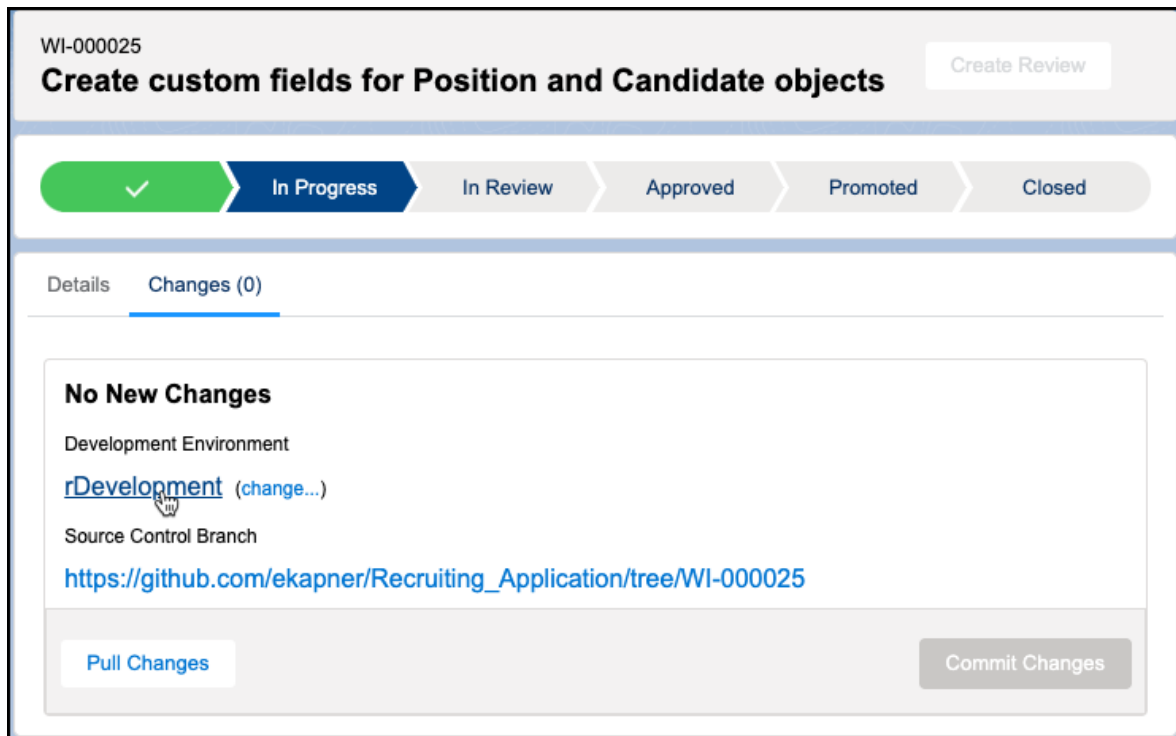 WI-000025
Create custom fields for Position and Candidate objects
Create Review
In Progress
In Review
Approved
Promoted
Closed
Details
Changes (0)
No New Changes
Development Environment
rDevelopment (change...)
Source Control Branch
https://github.com/ekapner/Recruiting_Application/tree/WI-000025
Pull Changes
Commit Changes